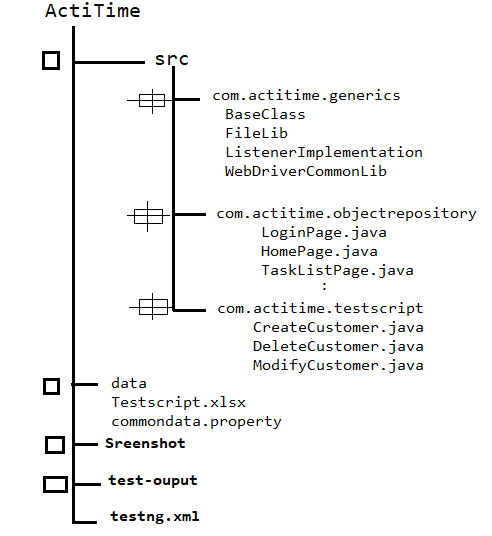 ActiTime
src
com.actitime.generics
BaseClass
FileLib
ListenerImplementation
WebDriverCommonLib
com.actitime.objectrepository
LoginPage.java
HomePage.java
TaskListPage.java
:
com.actitime.testscript
CreateCustomer.java
DeleteCustomer.java
ModifyCustomer.java
data
Testscript.xlsx
commondata.property
Sreenshot
test-ouput
testng.xml